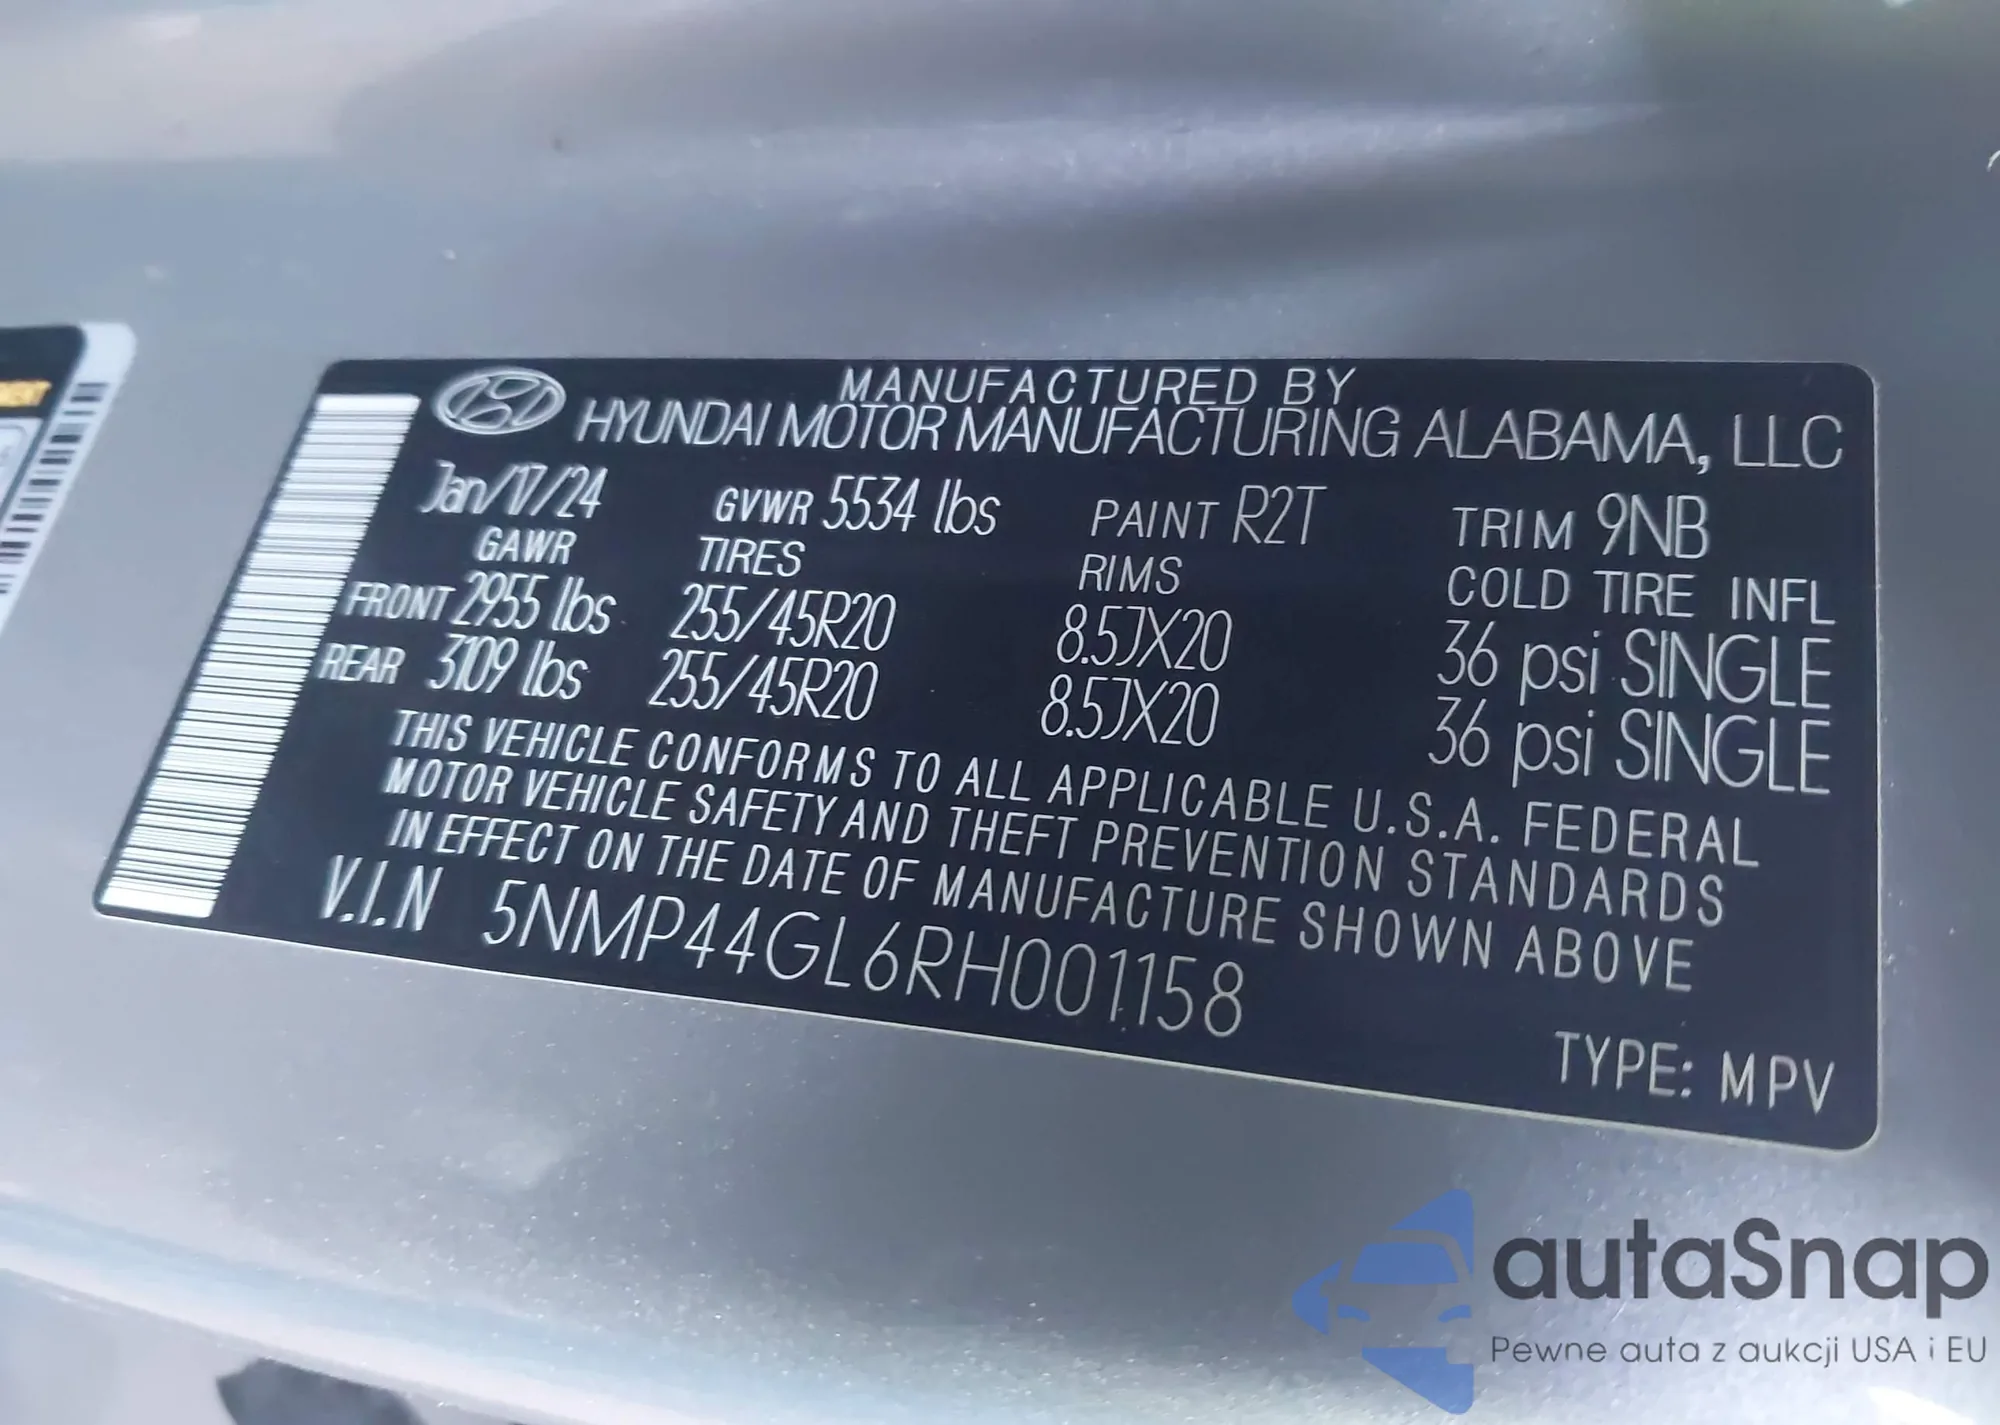 MANUFACTURED BY
HYUNDAI MOTOR MANUFACTURING ALABAMA, LLC
Jan/17/24 GVWR 5534 lbs PAINT R2T TRIM 9NB
GAWR TIRES RIMS COLD TIRE INFL
FRONT 2955 lbs 255/45R20 8.5JX20 36 psi SINGLE
REAR 3109 lbs 255/45R20 8.5JX20 36 psi SINGLE
THIS VEHICLE CONFORMS TO ALL APPLICABLE U.S.A. FEDERAL
MOTOR VEHICLE SAFETY AND THEFT PREVENTION STANDARDS
IN EFFECT ON THE DATE OF MANUFACTURE SHOWN ABOVE
V.I.N 5NMP44GL6RH001158
TYPE: MPV
autaSnap
Pewne auta z aukcji USA i EU